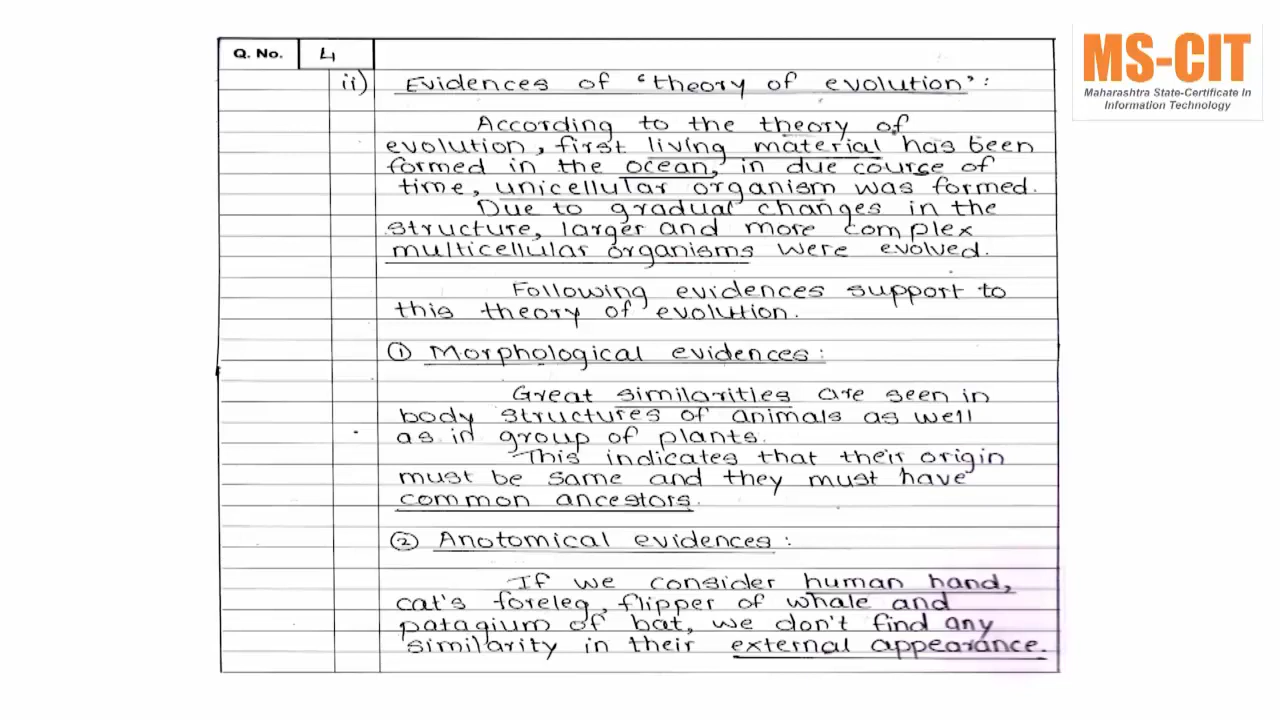 MS-CIT
Maharashtra State-Certificate In
Information Technology
Q. No. 4
ii) Evidences of 'theory of evolution':
According to the theory of
evolution, first living material has been
formed in the ocean, in due course of
time, unicellular organism was formed.
Due to gradual changes in the
structure, larger and more complex
multicellular organisms were evolved.
Following evidences support to
this theory of evolution.
① Morphological evidences:
Great similarities are seen in
body structures of animals as well
as in group of plants.
This indicates that their origin
must be same and they must have
common ancestors.
② Anotomical evidences:
If we consider human hand,
cat's foreleg, flipper of whale and
patagium of bat, we don't find any
similarity in their external appearance.